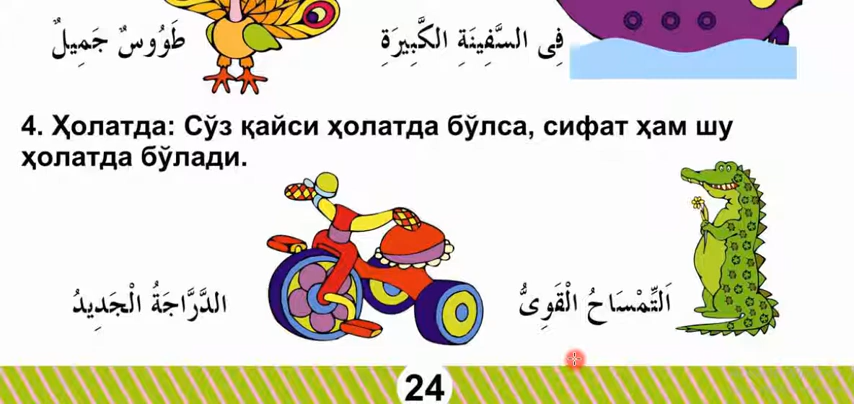 فِى السَّفِينَةِ الْكَّبِيرَةِ
طَوُوسٌ جَمِيلٌ
4. Ҳолатда: Сўз қайси ҳолатда бўлса, сифат ҳам шу
ҳолатда бўлади.
اَلتِّمْسَاحُ الْقَوِىُّ
الدَّرَّاجَةُ الْجَدِيدُ
24